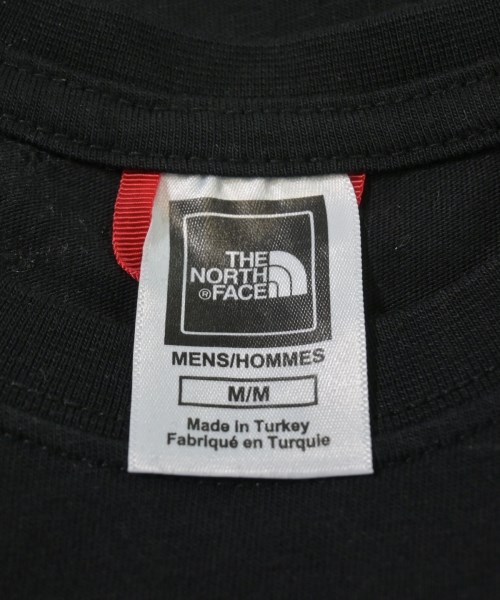 THE
NORTH
® FACE
MENS/HOMMES
M/M
Made in Turkey
Fabriqué en Turquie